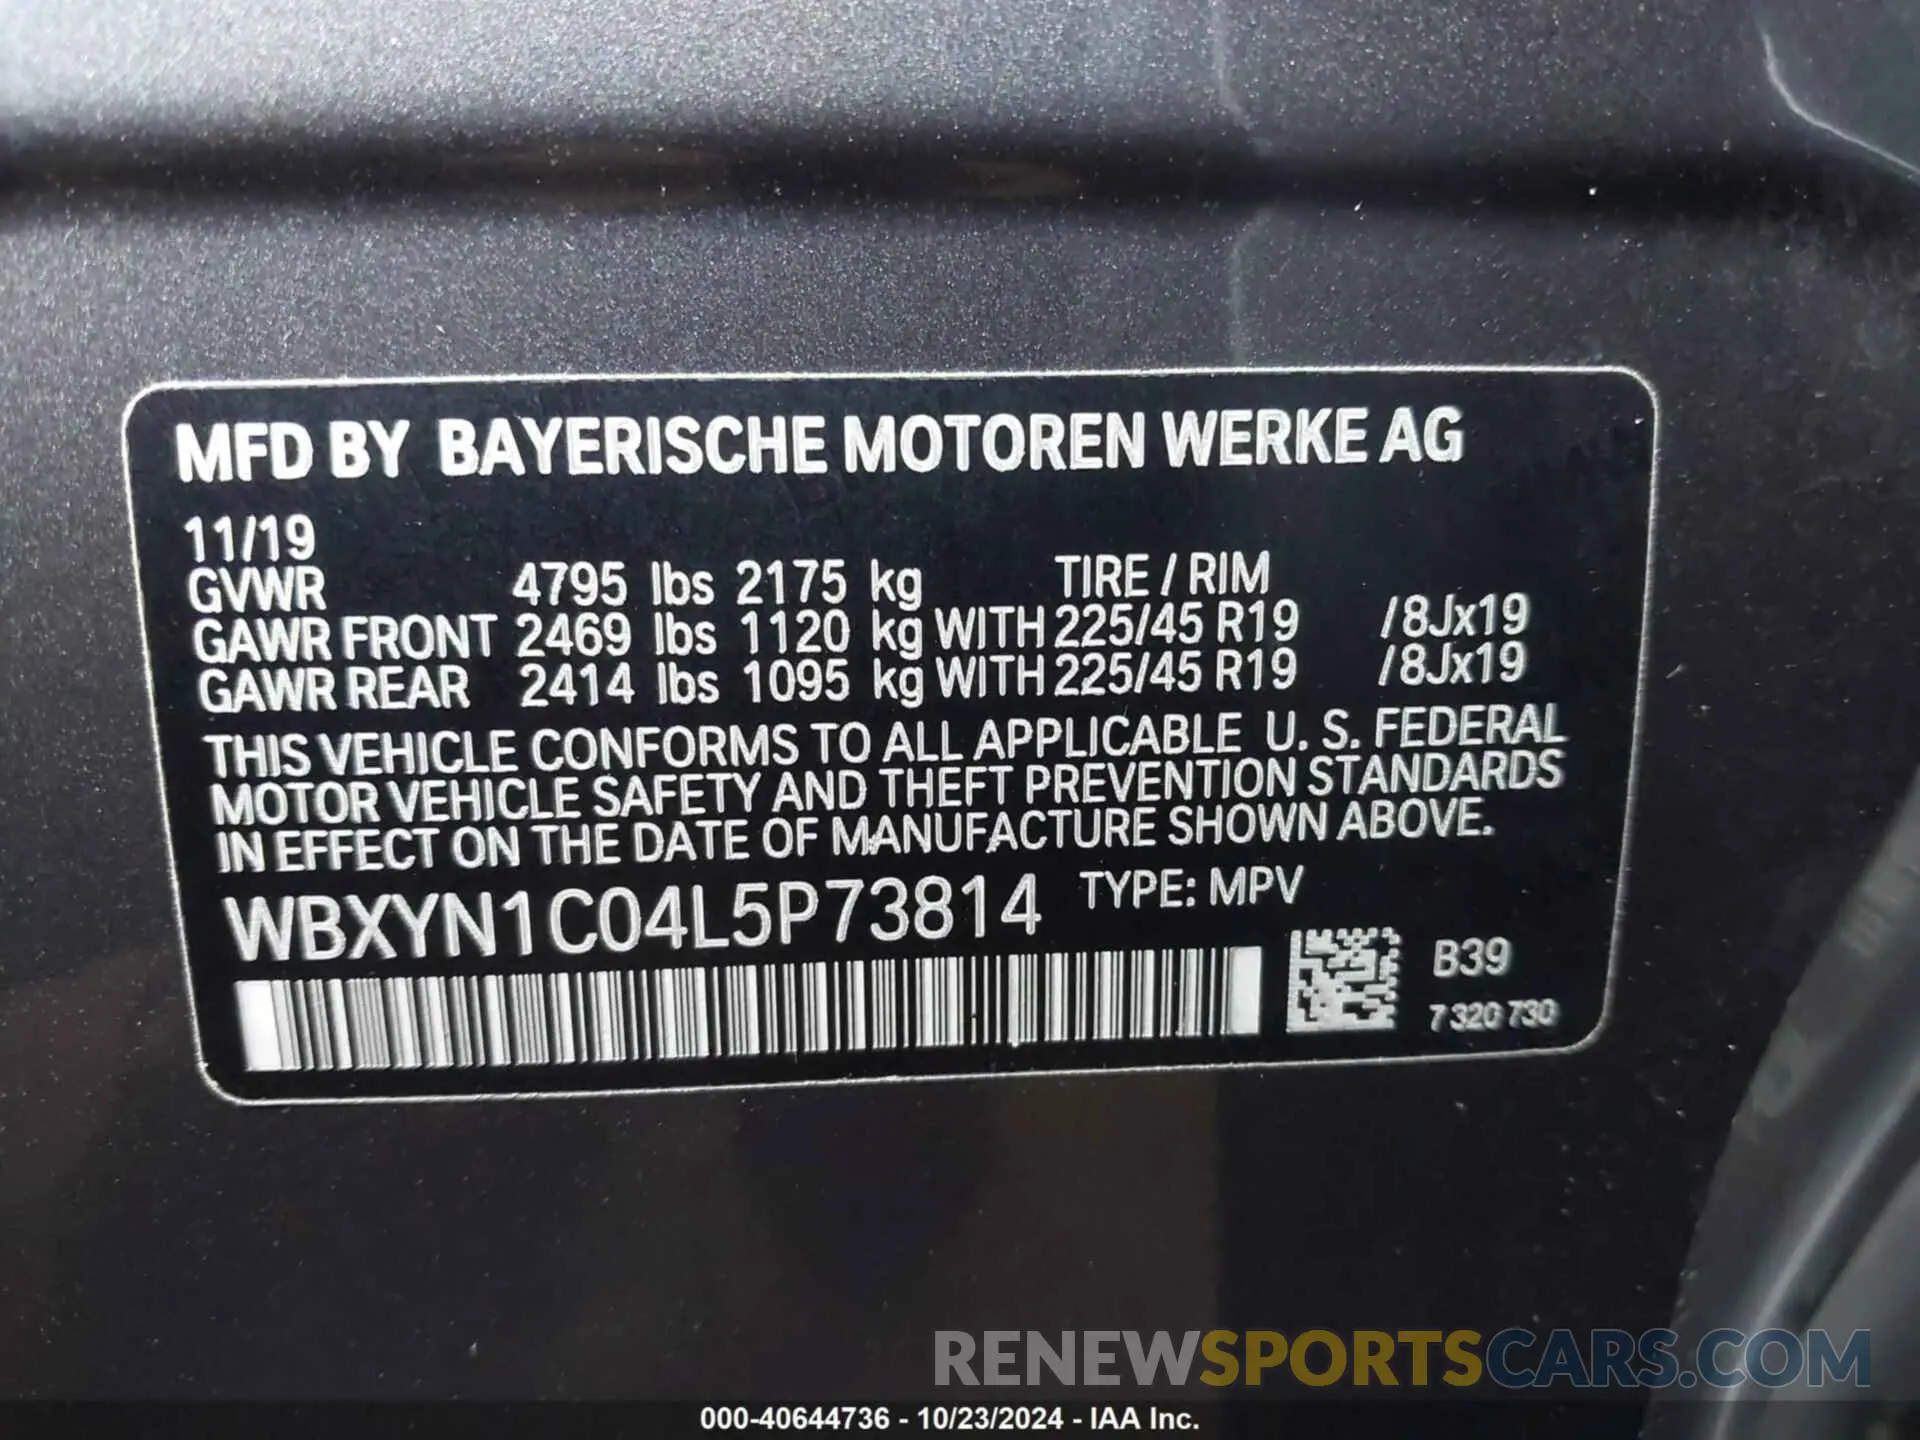 MFD BY BAYERISCHE MOTOREN WERKE AG
11/19
GVWR 4795 lbs 2175 kg TIRE / RIM
GAWR FRONT 2469 lbs 1120 kg WITH 225/45 R19 /8Jx19
GAWR REAR 2414 lbs 1095 kg WITH 225/45 R19 /8Jx19
THIS VEHICLE CONFORMS TO ALL APPLICABLE U. S. FEDERAL
MOTOR VEHICLE SAFETY AND THEFT PREVENTION STANDARDS
IN EFFECT ON THE DATE OF MANUFACTURE SHOWN ABOVE.
WBXYN1C04L5P73814 TYPE: MPV
B39
7 320 730
RENEWSPORTSCARS.COM
000-40644736 - 10/23/2024 - IAA Inc.